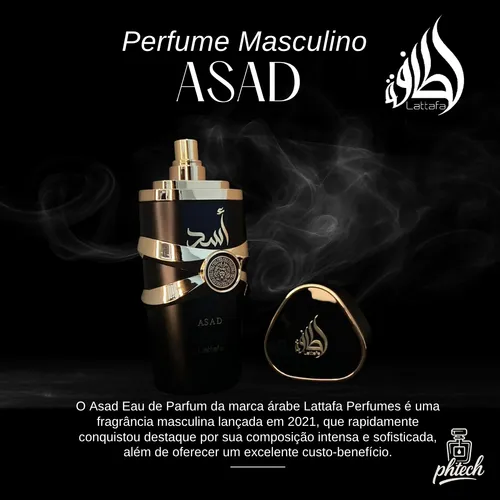 Perfume Masculino
ASAD
لطافة
Lattafa
أسد
ASAD
Lattafa
لطافة
O Asad Eau de Parfum da marca árabe Lattafa Perfumes é uma
fragrância masculina lançada em 2021, que rapidamente
conquistou destaque por sua composição intensa e sofisticada,
além de oferecer um excelente custo-benefício.
phtech